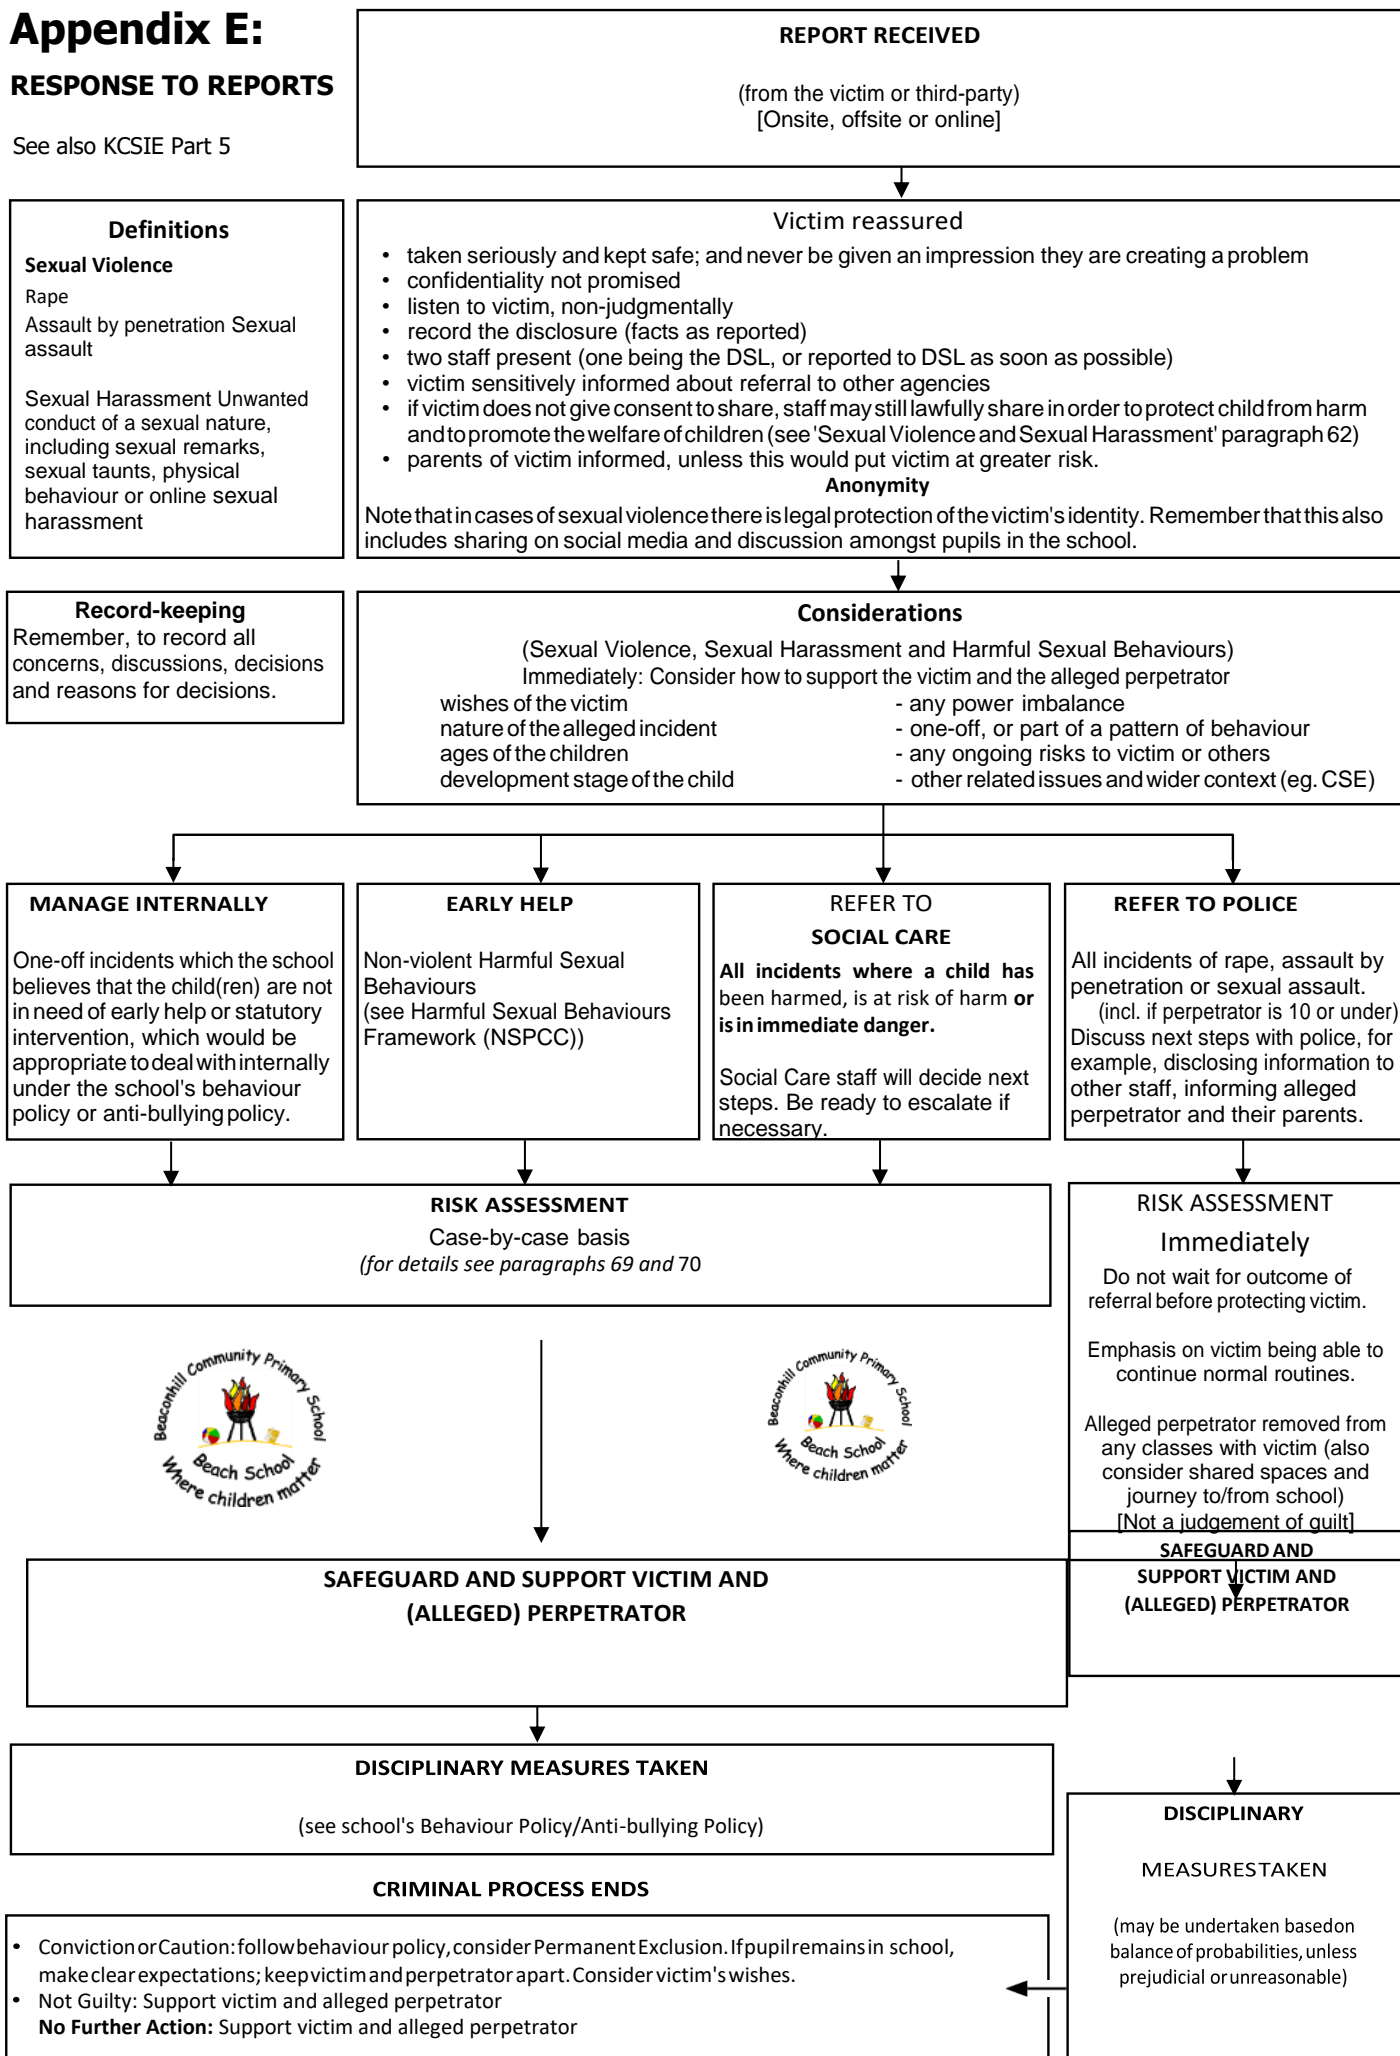 Appendix E:
RESPONSE TO REPORTS
See also KCSIE Part 5
REPORT RECEIVED
(from the victim or third-party)
[Onsite, offsite or online]
Definitions
Sexual Violence
Rape
Assault by penetration Sexual
assault
Sexual Harassment Unwanted
conduct of a sexual nature,
including sexual remarks,
sexual taunts, physical
behaviour or online sexual
harassment
Victim reassured
• taken seriously and kept safe; and never be given an impression they are creating a problem
• confidentiality not promised
• listen to victim, non-judgmentally
• record the disclosure (facts as reported)
• two staff present (one being the DSL, or reported to DSL as soon as possible)
• victim sensitively informed about referral to other agencies
• if victim does not give consent to share, staff may still lawfully share in order to protect child from harm
and to promote the welfare of children (see 'Sexual Violence and Sexual Harassment' paragraph 62)
• parents of victim informed, unless this would put victim at greater risk.
Anonymity
Note that in cases of sexual violence there is legal protection of the victim's identity. Remember that this also
includes sharing on social media and discussion amongst pupils in the school.
Record-keeping
Remember, to record all
concerns, discussions, decisions
and reasons for decisions.
Considerations
(Sexual Violence, Sexual Harassment and Harmful Sexual Behaviours)
Immediately: Consider how to support the victim and the alleged perpetrator
wishes of the victim - any power imbalance
nature of the alleged incident - one-off, or part of a pattern of behaviour
ages of the children - any ongoing risks to victim or others
development stage of the child - other related issues and wider context (eg. CSE)
MANAGE INTERNALLY
One-off incidents which the school
believes that the child(ren) are not
in need of early help or statutory
intervention, which would be
appropriate to deal with internally
under the school's behaviour
policy or anti-bullying policy.
EARLY HELP
Non-violent Harmful Sexual
Behaviours
(see Harmful Sexual Behaviours
Framework (NSPCC))
REFER TO
SOCIAL CARE
All incidents where a child has
been harmed, is at risk of harm or
is in immediate danger.
Social Care staff will decide next
steps. Be ready to escalate if
necessary.
REFER TO POLICE
All incidents of rape, assault by
penetration or sexual assault.
(incl. if perpetrator is 10 or under)
Discuss next steps with police, for
example, disclosing information to
other staff, informing alleged
perpetrator and their parents.
RISK ASSESSMENT
Case-by-case basis
(for details see paragraphs 69 and 70
RISK ASSESSMENT
Immediately
Do not wait for outcome of
referral before protecting victim.
Emphasis on victim being able to
continue normal routines.
Alleged perpetrator removed from
any classes with victim (also
consider shared spaces and
journey to/from school)
[Not a judgement of guilt]
Beaconhill Community Primary School
Beach School
Where children matter
Beaconhill Community Primary School
Beach School
Where children matter
SAFEGUARD AND SUPPORT VICTIM AND
(ALLEGED) PERPETRATOR
SAFEGUARD AND
SUPPORT VICTIM AND
(ALLEGED) PERPETRATOR
DISCIPLINARY MEASURES TAKEN
(see school's Behaviour Policy/Anti-bullying Policy)
DISCIPLINARY
MEASURES TAKEN
(may be undertaken based on
balance of probabilities, unless
prejudicial or unreasonable)
CRIMINAL PROCESS ENDS
• Conviction or Caution: follow behaviour policy, consider Permanent Exclusion. If pupil remains in school,
make clear expectations; keep victim and perpetrator apart. Consider victim's wishes.
• Not Guilty: Support victim and alleged perpetrator
No Further Action: Support victim and alleged perpetrator